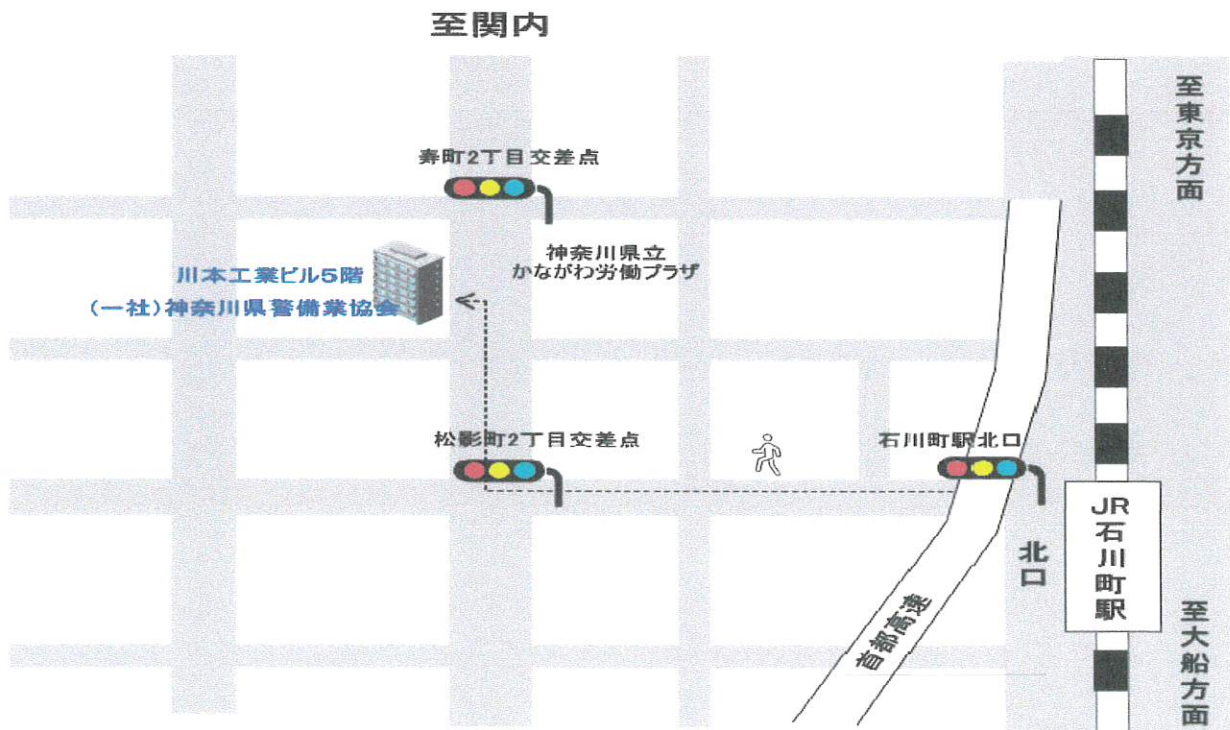 至関内
至東京方面
寿町2丁目交差点
神奈川県立
かながわ労働プラザ
川本工業ビル5階
(一社)神奈川県警備業協会
松影町2丁目交差点
石川町駅北口
JR石川町駅
北口
首都高速
至大船方面